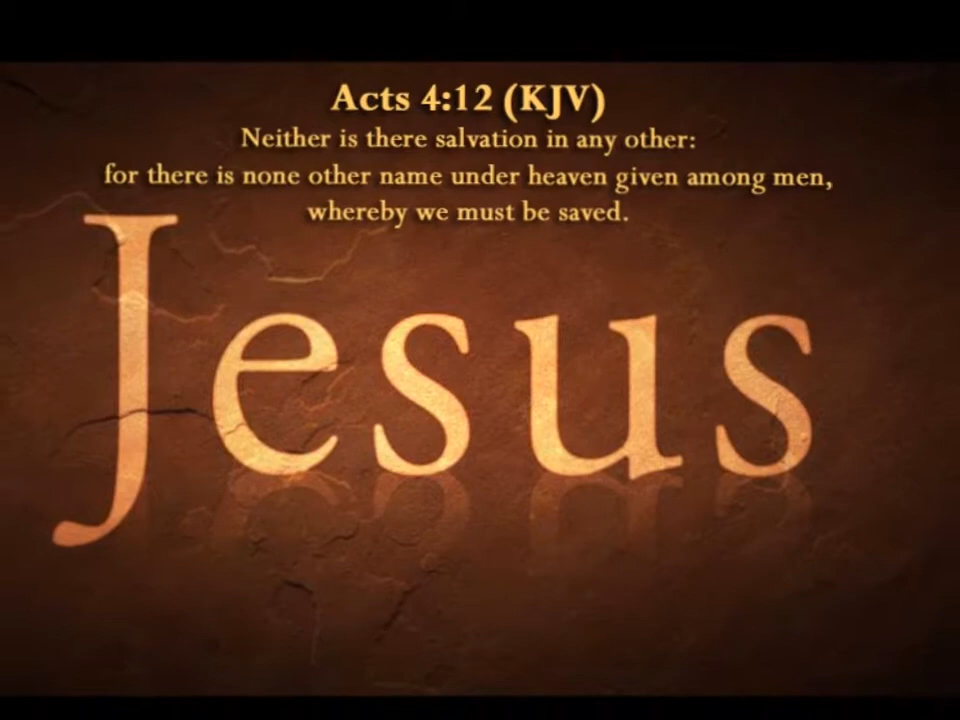 Acts 4:12 (KJV)
Neither is there salvation in any other:
for there is none other name under heaven given among men,
whereby we must be saved.
Jesus